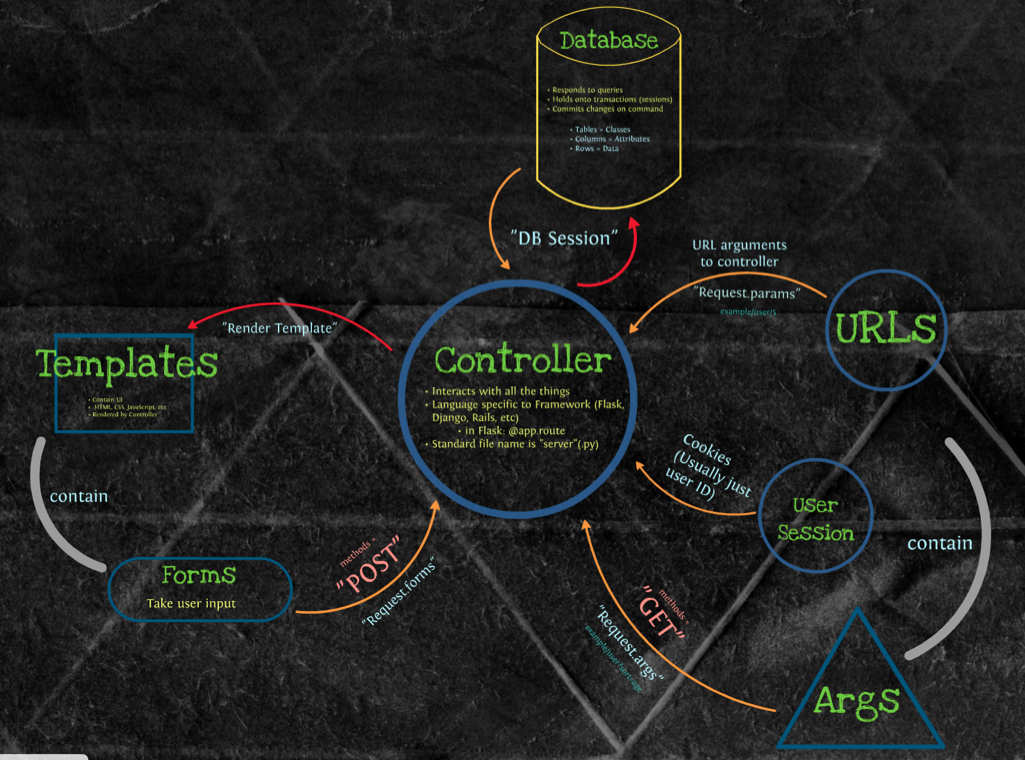 Database
• Responds to queries
• Holds onto transactions (sessions)
• Commits changes on command
• Tables = Classes
• Columns = Attributes
• Rows = Data
"DB Session"
URL arguments
to controller
"Request.params"
example/user/5
URLs
"Render Template"
Templates
• Contain UI
• HTML, CSS, JavaScript, etc
• Rendered by Controller
Controller
• Interacts with all the things
• Language specific to Framework (Flask,
Django, Rails, etc)
• in Flask: @app.route
• Standard file name is "server"(.py)
Cookies
(Usually just
user ID)
User
Session
contain
contain
Forms
Take user input
methods =
"POST"
"Request.forms"
methods =
"GET"
"Request.args"
Args